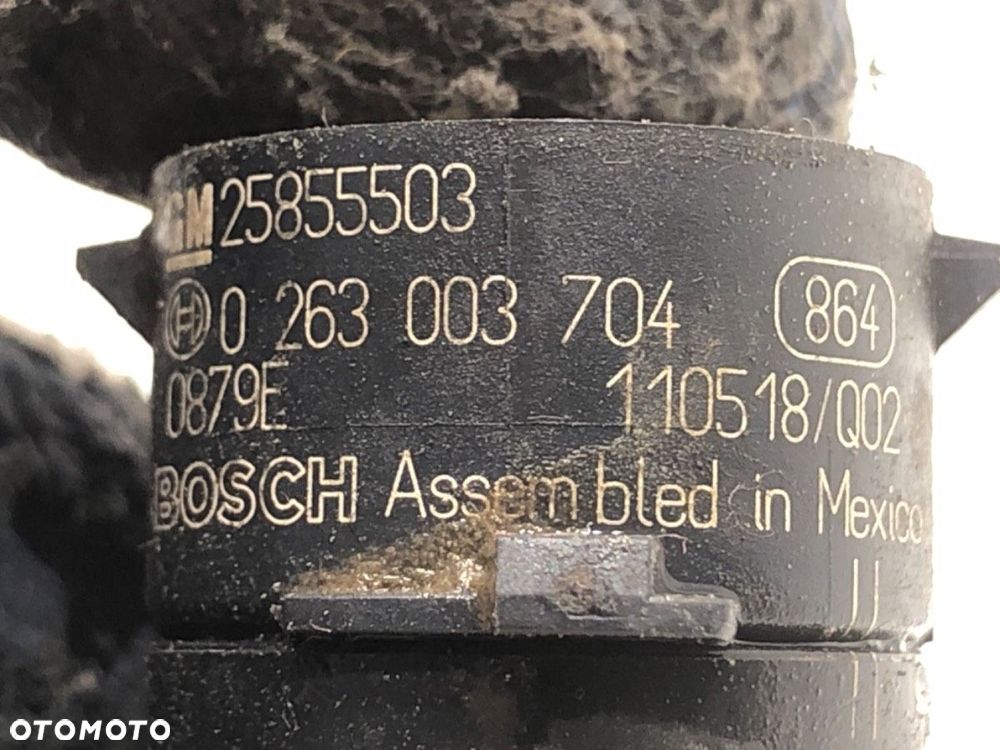 GM 25855503
0 263 003 704 864
0879E 110518/Q02
BOSCH Assembled in Mexico
OTOMOTO